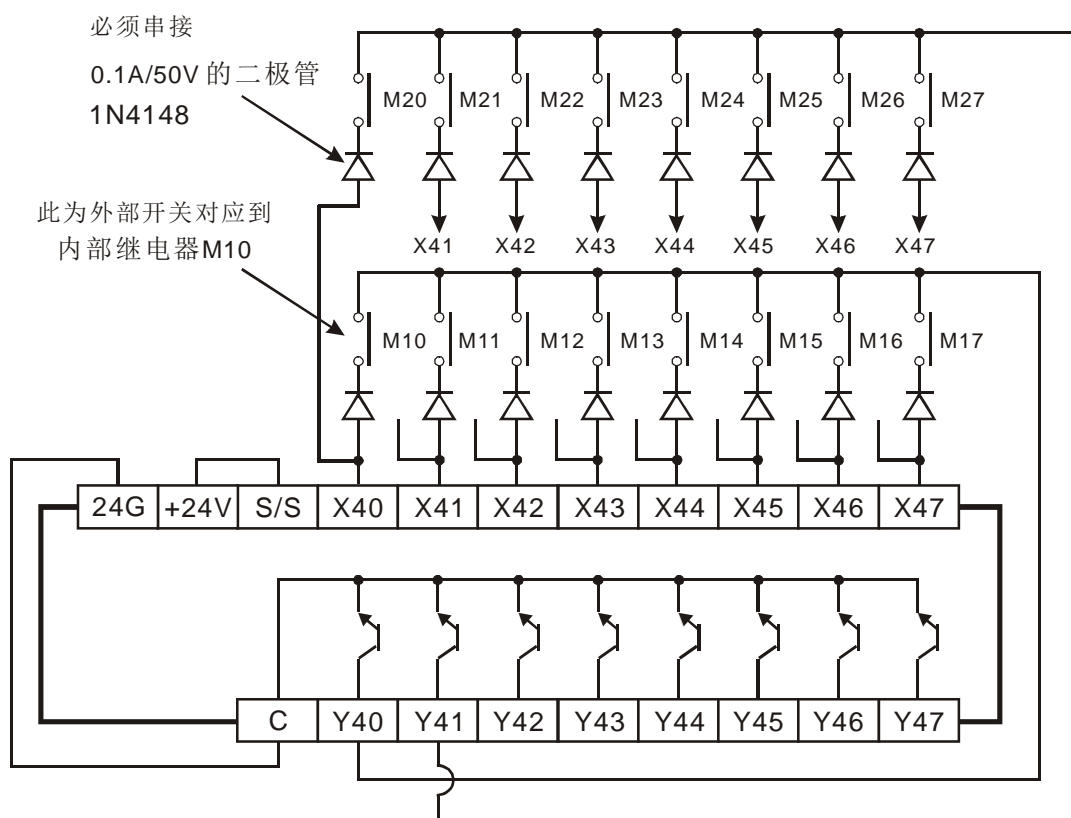 必须串接
0.1A/50V 的二极管
1N4148
M20 M21 M22 M23 M24 M25 M26 M27
此为外部开关对应到
内部继电器M10
X41 X42 X43 X44 X45 X46 X47
M10 M11 M12 M13 M14 M15 M16 M17
24G +24V S/S X40 X41 X42 X43 X44 X45 X46 X47
C Y40 Y41 Y42 Y43 Y44 Y45 Y46 Y47